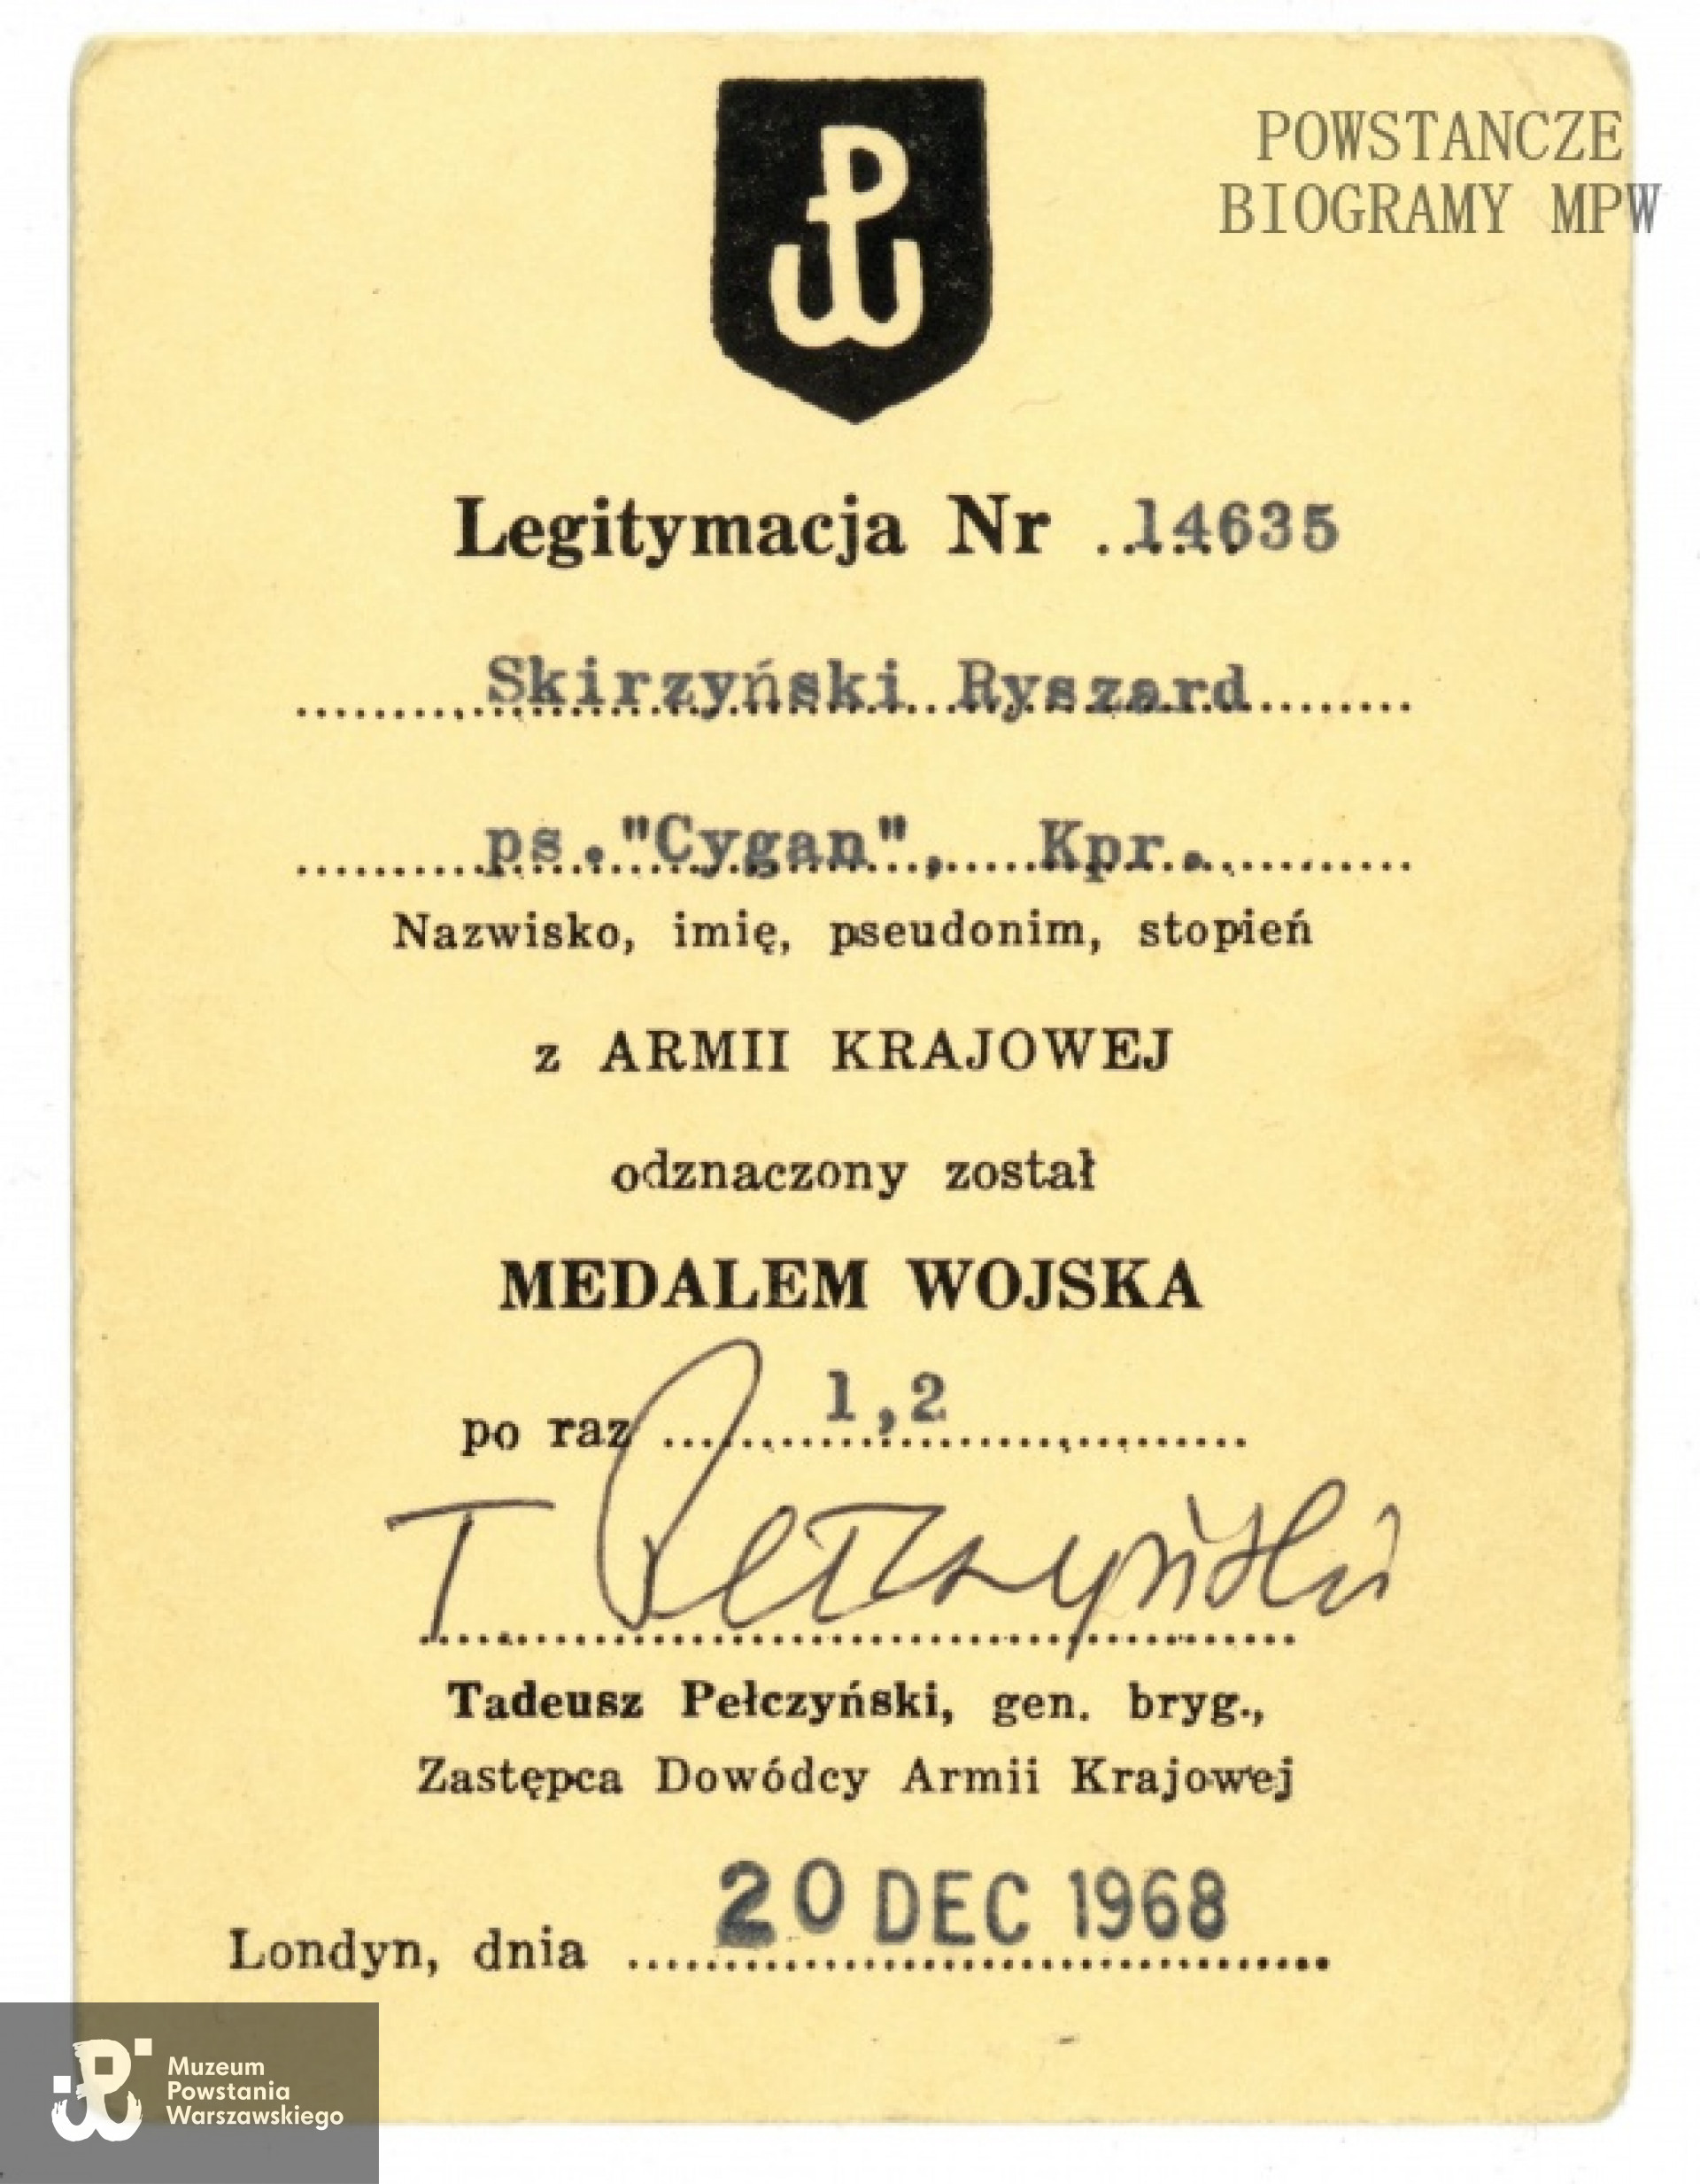 POWSTANCZE
BIOGRAMY MPW
Legitymacja Nr 14635
Skirzyński Ryszard
ps."Cygan", Kpr.
Nazwisko, imię, pseudonim, stopień
z ARMII KRAJOWEJ
odznaczony został
MEDALEM WOJSKA
po raz 1,2
T Pełczyński
Tadeusz Pełczyński, gen. bryg.,
Zastępca Dowódcy Armii Krajowej
Londyn, dnia 20 DEC 1968
Muzeum
Powstania
Warszawskiego